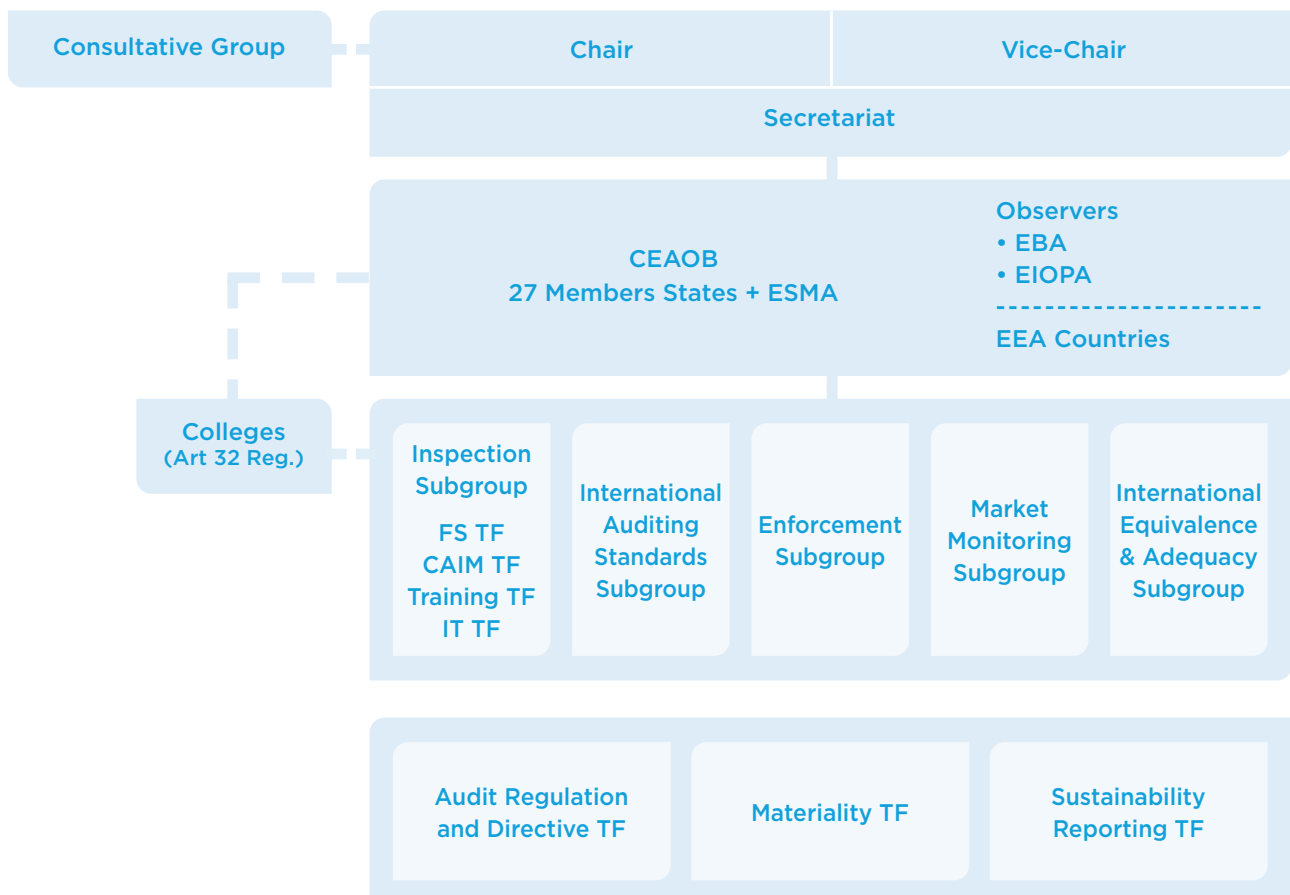 Consultative Group
Chair
Vice-Chair
Secretariat
CEAOB
27 Members States + ESMA
Observers
• EBA
• EIOPA
EEA Countries
Colleges
(Art 32 Reg.)
Inspection
Subgroup
FS TF
CAIM TF
Training TF
IT TF
International
Auditing
Standards
Subgroup
Enforcement
Subgroup
Market
Monitoring
Subgroup
International
Equivalence
& Adequacy
Subgroup
Audit Regulation
and Directive TF
Materiality TF
Sustainability
Reporting TF